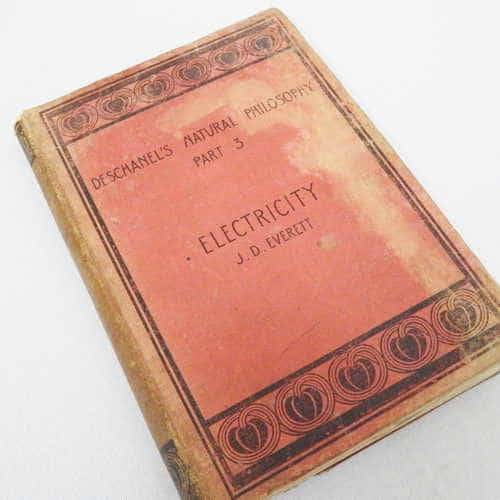 DESCHANEL'S NATURAL PHILOSOPHY
PART 3
ELECTRICITY
J. D. EVERETT